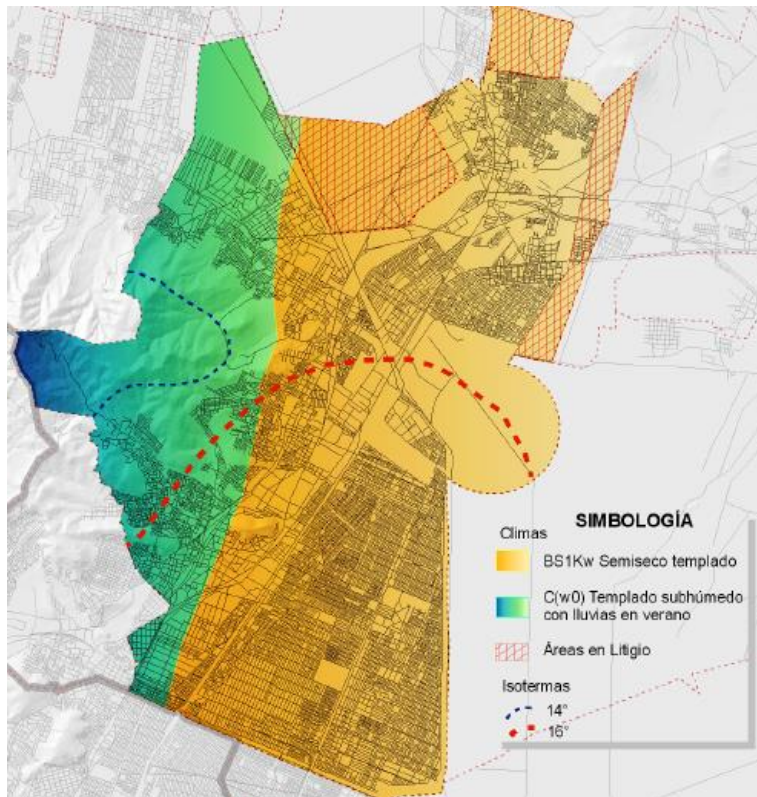 SIMBOLOGÍA
Climas
BS1Kw Semiseco templado
C(w0) Templado subhúmedo
con lluvias en verano
Áreas en Litigio
Isotermas
14°
16°